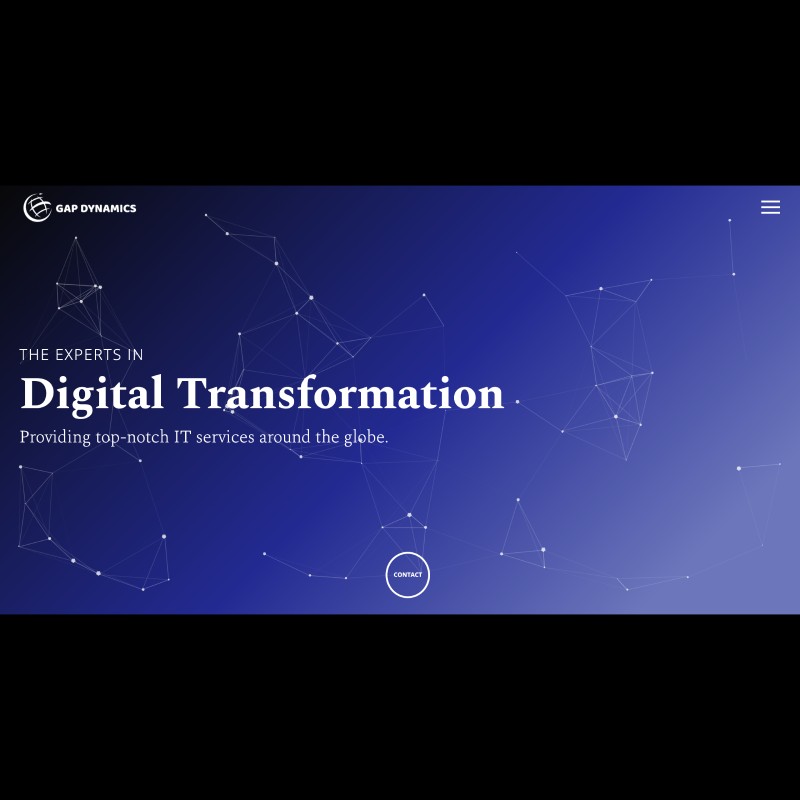 GAP DYNAMICS
THE EXPERTS IN
Digital Transformation
Providing top-notch IT services around the globe.
CONTACT